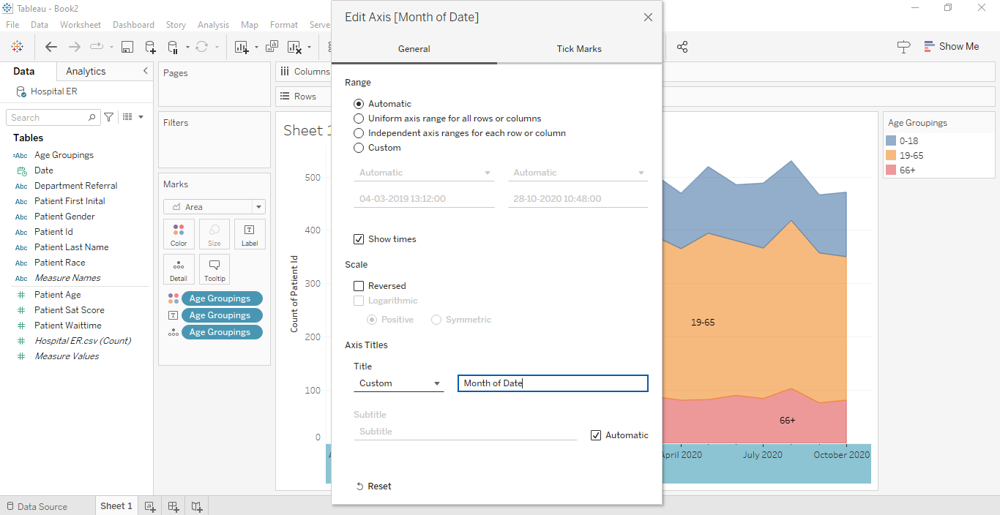 Tableau - Book2
File Data Worksheet Dashboard Story Analysis Map Format Serve
Show Me
Data Analytics
Hospital ER
Search
Tables
Abc Age Groupings
Date
Abc Department Referral
Abc Patient First Inital
Abc Patient Gender
Abc Patient Id
Abc Patient Last Name
Abc Patient Race
Abc Measure Names
Patient Age
Patient Sat Score
Patient Waittime
Hospital ER.csv (Count)
Measure Values
Pages
Filters
Marks
Area
Color Size Label
Detail Tooltip
Age Groupings
Age Groupings
Age Groupings
Columns
Rows
Sheet 1
500
400
300
200
100
0
Count of Patient Id
19-65
66+
April 2020 July 2020 October 2020
Age Groupings
0-18
19-65
66+
Edit Axis [Month of Date]
General Tick Marks
Range
Automatic
Uniform axis range for all rows or columns
Independent axis ranges for each row or column
Custom
Automatic Automatic
04-03-2019 13:12:00 28-10-2020 10:48:00
Show times
Scale
Reversed
Logarithmic
Positive Symmetric
Axis Titles
Title
Custom Month of Date
Subtitle
Subtitle Automatic
Reset
Data Source Sheet 1